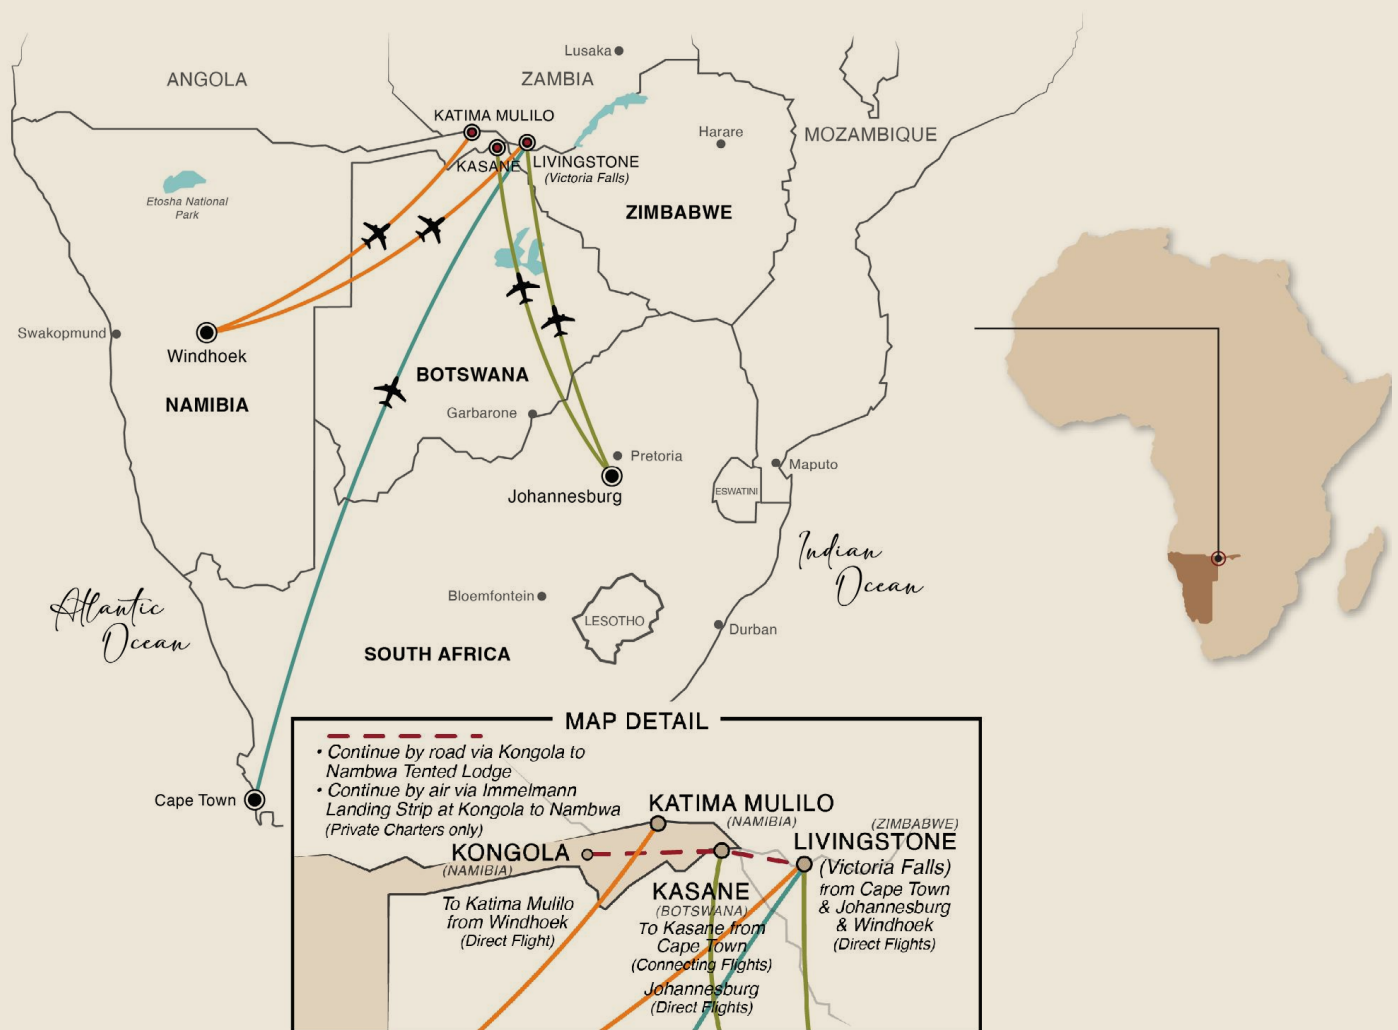 Lusaka
ANGOLA
ZAMBIA
KATIMA MULILO
Harare
MOZAMBIQUE
KASANE
LIVINGSTONE
(Victoria Falls)
Etosha National
Park
ZIMBABWE
Swakopmund
Windhoek
BOTSWANA
NAMIBIA
Garbarone
Pretoria
Maputo
Johannesburg
ESWATINI
Indian
Ocean
Atlantic
Ocean
Bloemfontein
LESOTHO
Durban
SOUTH AFRICA
Cape Town
MAP DETAIL
• Continue by road via Kongola to
Nambwa Tented Lodge
• Continue by air via Immelmann
Landing Strip at Kongola to Nambwa
(Private Charters only)
KATIMA MULILO
(NAMIBIA)
(ZIMBABWE)
LIVINGSTONE
(Victoria Falls)
from Cape Town
& Johannesburg
& Windhoek
(Direct Flights)
KONGOLA
(NAMIBIA)
To Katima Mulilo
from Windhoek
(Direct Flight)
KASANE
(BOTSWANA)
To Kasane from
Cape Town
(Connecting Flights)
Johannesburg
(Direct Flights)